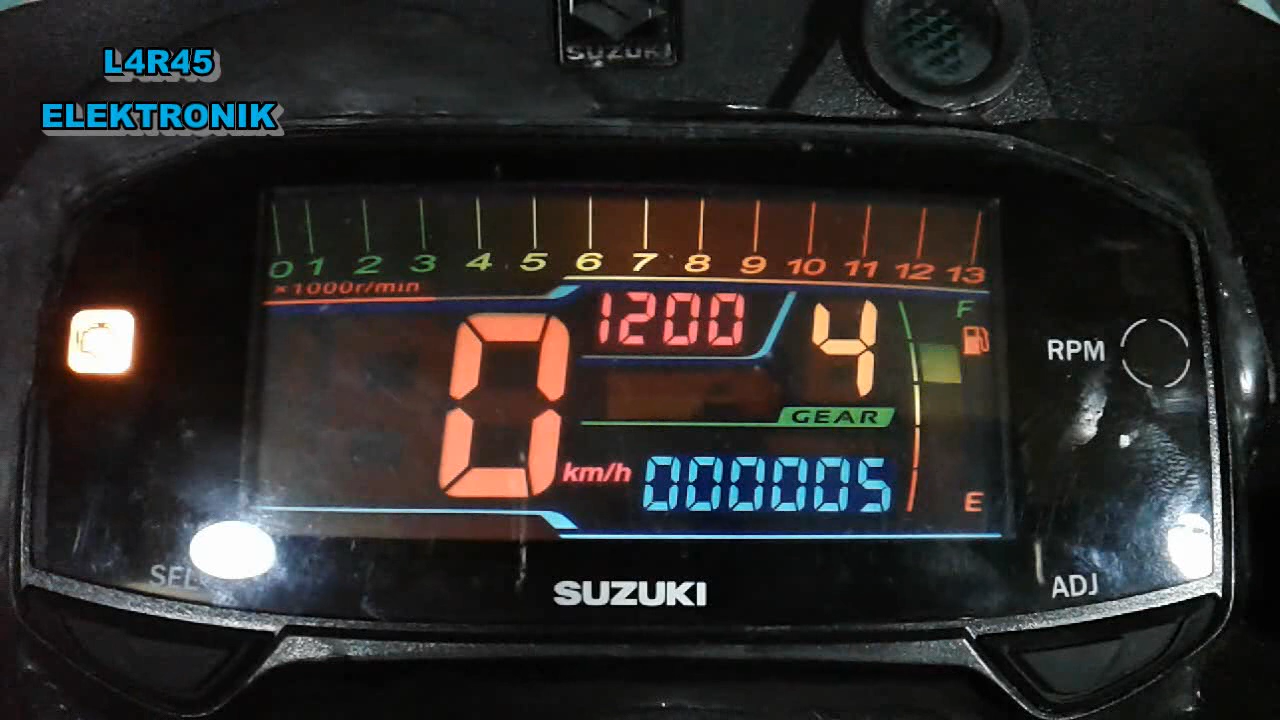 L4R45
ELEKTRONIK
SUZUKI
0 1 2 3 4 5 6 7 8 9 10 11 12 13
×1000r/min
1200
4
F
RPM
GEAR
0
km/h
000005
E
SEL
SUZUKI
ADJ